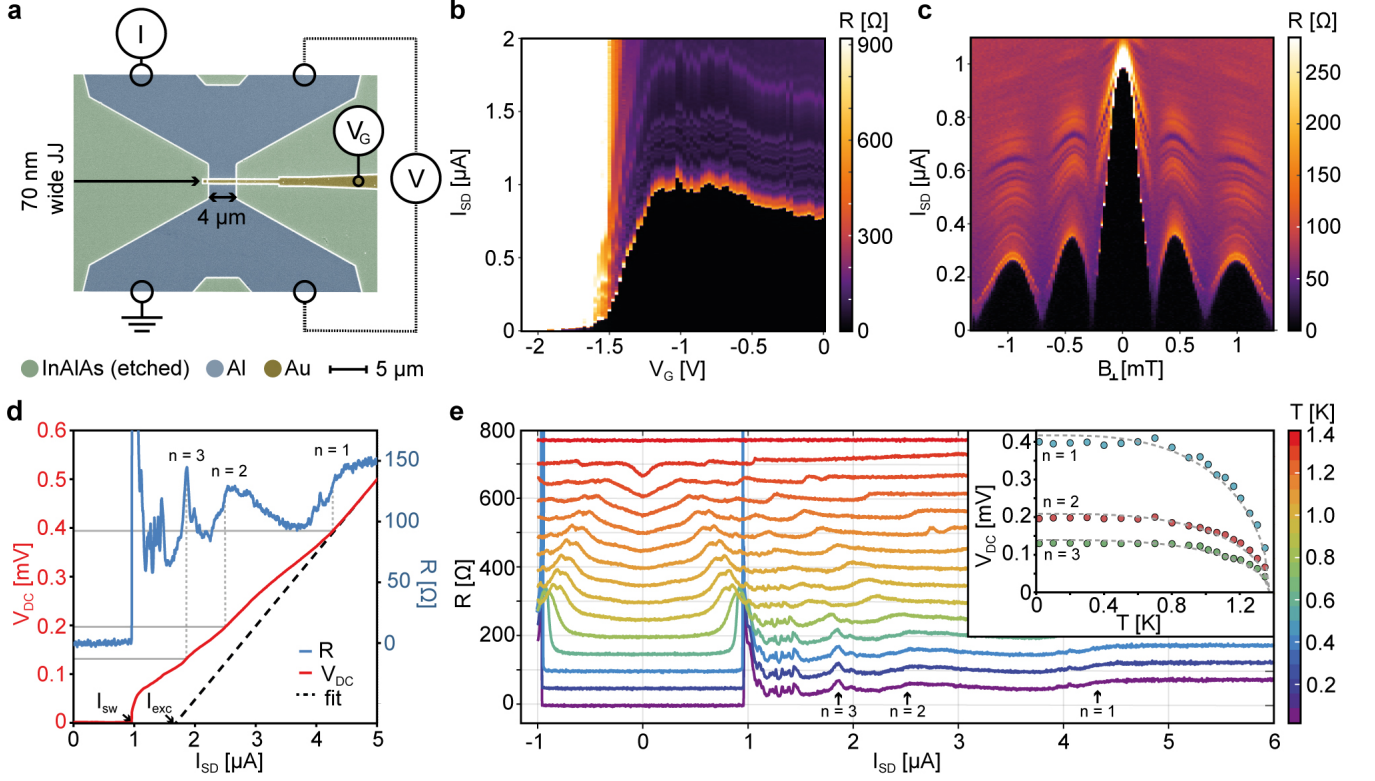 a
I
V_G
V
70 nm
wide JJ
4 µm
InAlAs (etched)
Al
Au
5 µm
b
R [Ω]
2
1.5
1
0.5
0
I_SD [µA]
900
600
300
0
-2
-1.5
-1
-0.5
0
V_G [V]
c
R [Ω]
1
0.8
0.6
0.4
0.2
0
I_SD [µA]
250
200
150
100
50
0
-1
-0.5
0
0.5
1
B⊥[mT]
d
0.6
0.5
0.4
0.3
0.2
0.1
0
V_DC [mV]
n = 3
n = 2
n = 1
150
100
50
0
R [Ω]
R
V_DC
fit
I_sw
I_exc
0
1
2
3
4
5
I_SD [µA]
e
800
600
400
200
0
R [Ω]
n = 3
n = 2
n = 1
-1
0
1
2
3
4
5
6
I_SD [µA]
0.4
0.3
0.2
0.1
0
V_DC [mV]
n = 1
n = 2
n = 3
0
0.4
0.8
1.2
T [K]
T [K]
1.4
1.2
1.0
0.8
0.6
0.4
0.2